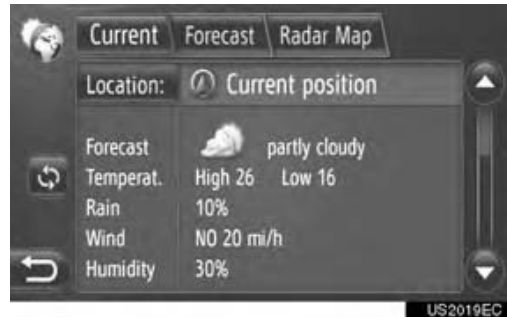 Current Forecast Radar Map
Location: Current position
Forecast partly cloudy
Temperat. High 26 Low 16
Rain 10%
Wind NO 20 mi/h
Humidity 30%
US2019EC